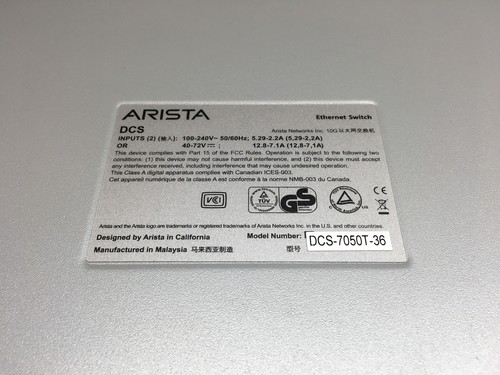 ARISTA
Ethernet Switch
DCS
Arista Networks Inc. 10G以太网交换机
INPUTS (2) (输入): 100-240V~ 50/60Hz; 5.29-2.2A (5,29-2,2A)
OR 40-72V⎓ ; 12.8-7.1A (12,8-7,1A)
This device complies with Part 15 of the FCC Rules. Operation is subject to the following two
conditions: (1) this device may not cause harmful interference, and (2) this device must accept
any interference received, including interference that may cause undesired operation.
This Class A digital apparatus complies with Canadian ICES-003.
Cet appareil numérique de la classe A est conforme à la norme NMB-003 du Canada.
VCI
TÜV
GS
CE
Arista and the Arista logo are trademarks or registered trademarks of Arista Networks Inc. in the U.S. and other countries.
Designed by Arista in California
Model Number:
Manufactured in Malaysia 马来西亚制造
型号
DCS-7050T-36